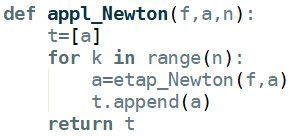 def appl_Newton(f,a,n):
    t=[a]
    for k in range(n):
        a=etap_Newton(f,a)
        t.append(a)
    return t